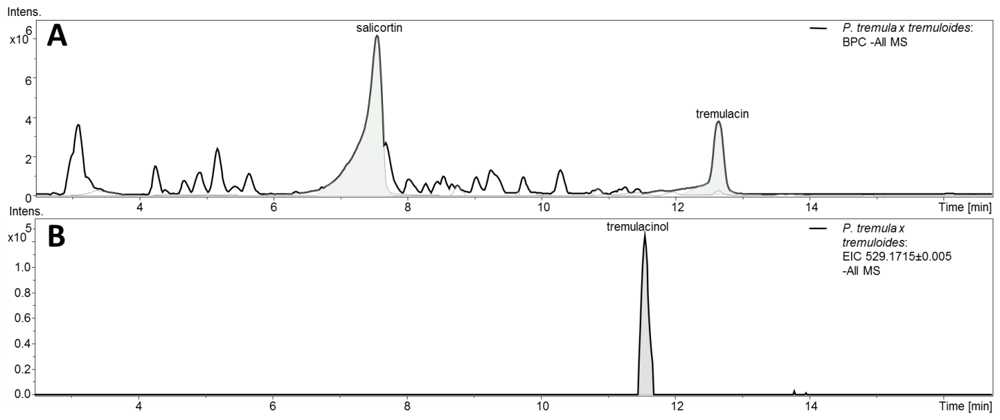 Intens.
x10^6
A
salicortin
P. tremula x tremuloides:
BPC -All MS
6
tremulacin
4
2
0
4
6
8
10
12
14
Time [min]
Intens.
x10^5
B
tremulacinol
P. tremula x
tremuloides:
EIC 529.1715±0.005
-All MS
1.0
0.8
0.6
0.4
0.2
0.0
4
6
8
10
12
14
Time [min]